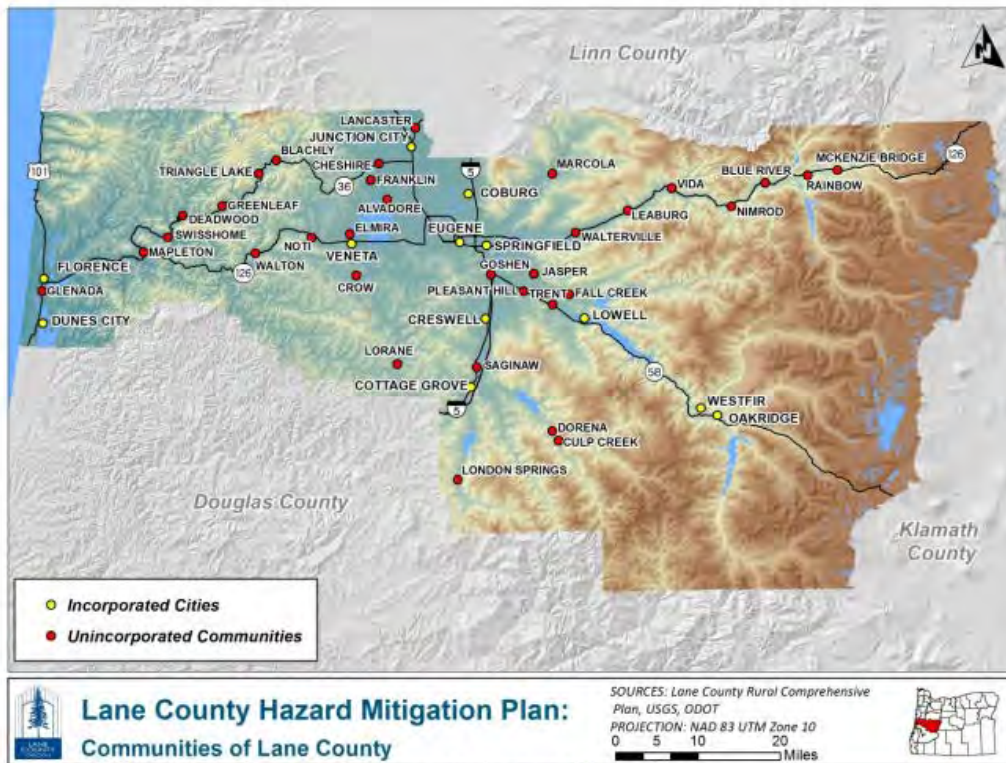 Linn County
N
LANCASTER
JUNCTION CITY
BLACHLY
CHESHIRE
TRIANGLE LAKE
36
FRANKLIN
MARCOLA
5
COBURG
ALVADORE
101
GREENLEAF
DEADWOOD
SWISSHOME
MAPLETON
NOTI
ELMIRA
VENETA
126
WALTON
CROW
EUGENE
SPRINGFIELD
WALTERVILLE
LEABURG
VIDA
NIMROD
BLUE RIVER
RAINBOW
MCKENZIE BRIDGE
126
FLORENCE
GLENADA
DUNES CITY
GOSHEN
JASPER
PLEASANT HILL
TRENT
FALL CREEK
CRESWELL
LOWELL
LORANE
SAGINAW
COTTAGE GROVE
5
58
WESTFIR
OAKRIDGE
DORENA
CULP CREEK
LONDON SPRINGS
Douglas County
Klamath
County
Incorporated Cities
Unincorporated Communities
LANE
COUNTY
Lane County Hazard Mitigation Plan:
Communities of Lane County
SOURCES: Lane County Rural Comprehensive
Plan, USGS, ODOT
PROJECTION: NAD 83 UTM Zone 10
0 5 10 20
Miles